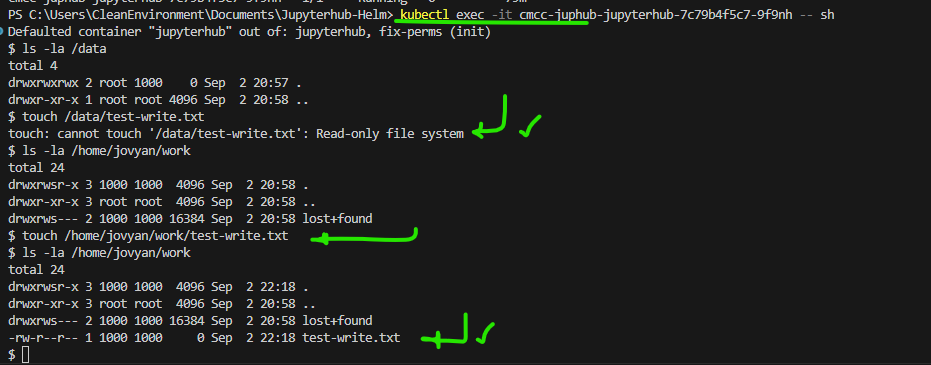 PS C:\Users\CleanEnvironment\Documents\Jupyterhub-Helm> kubectl exec -it cmcc-juphub-jupyterhub-7c79b4f5c7-9f9nh -- sh
Defaulted container "jupyterhub" out of: jupyterhub, fix-perms (init)
$ ls -la /data
total 4
drwxrwxrwx 2 root 1000    0 Sep  2 20:57 .
drwxr-xr-x 1 root root 4096 Sep  2 20:58 ..
$ touch /data/test-write.txt
touch: cannot touch '/data/test-write.txt': Read-only file system
$ ls -la /home/jovyan/work
total 24
drwxrwsr-x 3 1000 1000  4096 Sep  2 20:58 .
drwxr-xr-x 3 root root  4096 Sep  2 20:58 ..
drwxrws--- 2 1000 1000 16384 Sep  2 20:58 lost+found
$ touch /home/jovyan/work/test-write.txt
$ ls -la /home/jovyan/work
total 24
drwxrwsr-x 3 1000 1000  4096 Sep  2 22:18 .
drwxr-xr-x 3 root root  4096 Sep  2 20:58 ..
drwxrws--- 2 1000 1000 16384 Sep  2 20:58 lost+found
-rw-r--r-- 1 1000 1000     0 Sep  2 22:18 test-write.txt
$